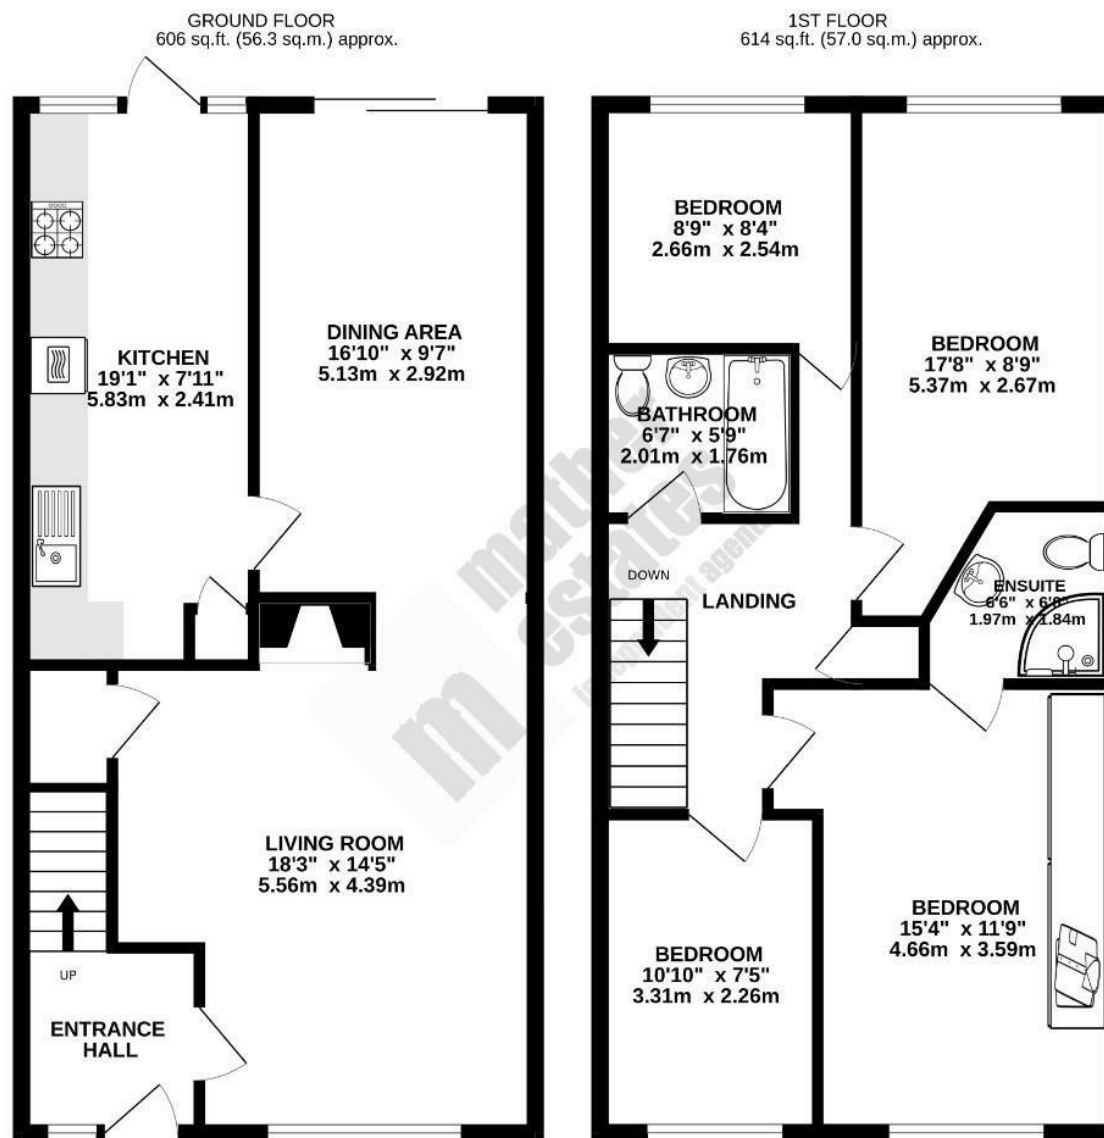 GROUND FLOOR
606 sq.ft. (56.3 sq.m.) approx.
KITCHEN
19'1" x 7'11"
5.83m x 2.41m
DINING AREA
16'10" x 9'7"
5.13m x 2.92m
LIVING ROOM
18'3" x 14'5"
5.56m x 4.39m
UP
ENTRANCE
HALL
1ST FLOOR
614 sq.ft. (57.0 sq.m.) approx.
BEDROOM
8'9" x 8'4"
2.66m x 2.54m
BEDROOM
17'8" x 8'9"
5.37m x 2.67m
BATHROOM
6'7" x 5'9"
2.01m x 1.76m
DOWN
LANDING
ENSUITE
6'6" x
1.97m x 1.84m
BEDROOM
15'4" x 11'9"
4.66m x 3.59m
BEDROOM
10'10" x 7'5"
3.31m x 2.26m
m
mather
estates